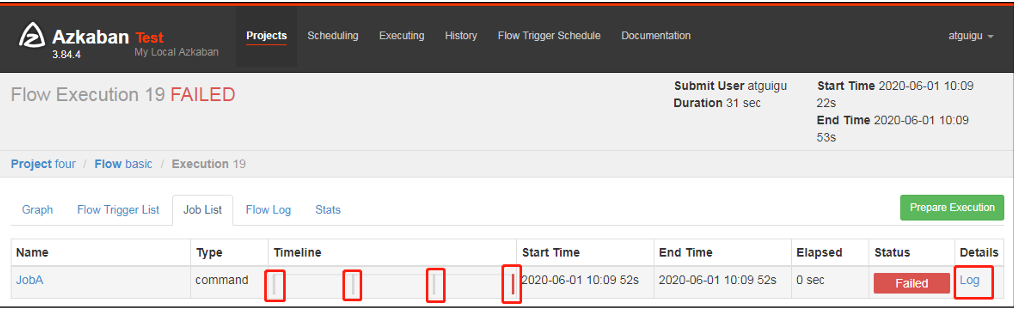 Azkaban Test
3.84.4
My Local Azkaban
Projects Scheduling Executing History Flow Trigger Schedule Documentation
atguigu
Flow Execution 19 FAILED
Submit User atguigu
Duration 31 sec
Start Time 2020-06-01 10:09
22s
End Time 2020-06-01 10:09
53s
Project four / Flow basic / Execution 19
Graph Flow Trigger List Job List Flow Log Stats
Prepare Execution
Name Type Timeline Start Time End Time Elapsed Status Details
JobA command 2020-06-01 10:09 52s 2020-06-01 10:09 52s 0 sec Failed Log